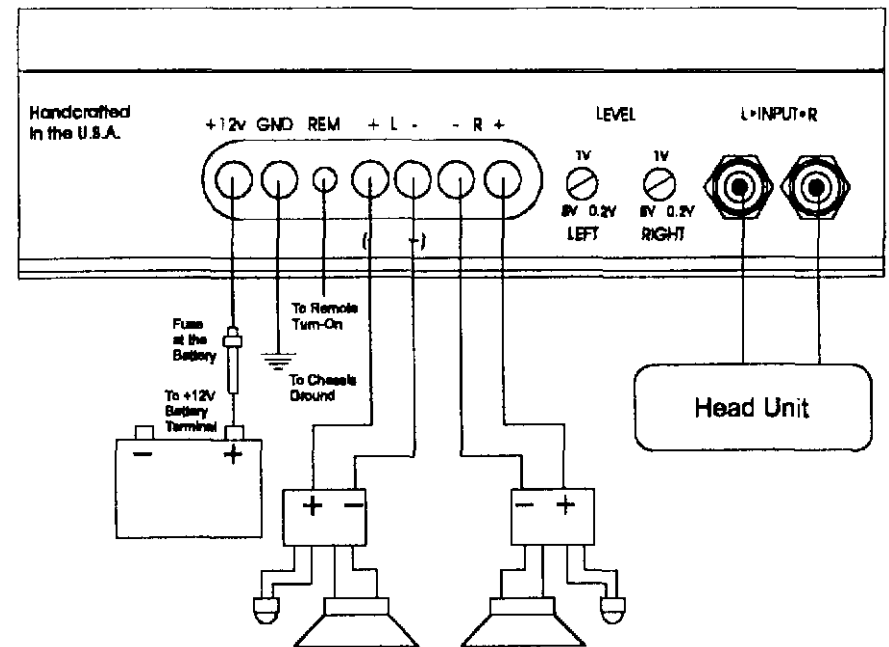 Handcrafted
in the U.S.A.
+12v GND REM + L - - R +
LEVEL
L•INPUT•R
1V
1V
8V 0.2V
8V 0.2V
LEFT
RIGHT
(- +)
To Remote
Turn-On
Fuse
at the
Battery
To Chassis
Ground
To +12V
Battery
Terminal
- +
Head Unit
+ -
- +